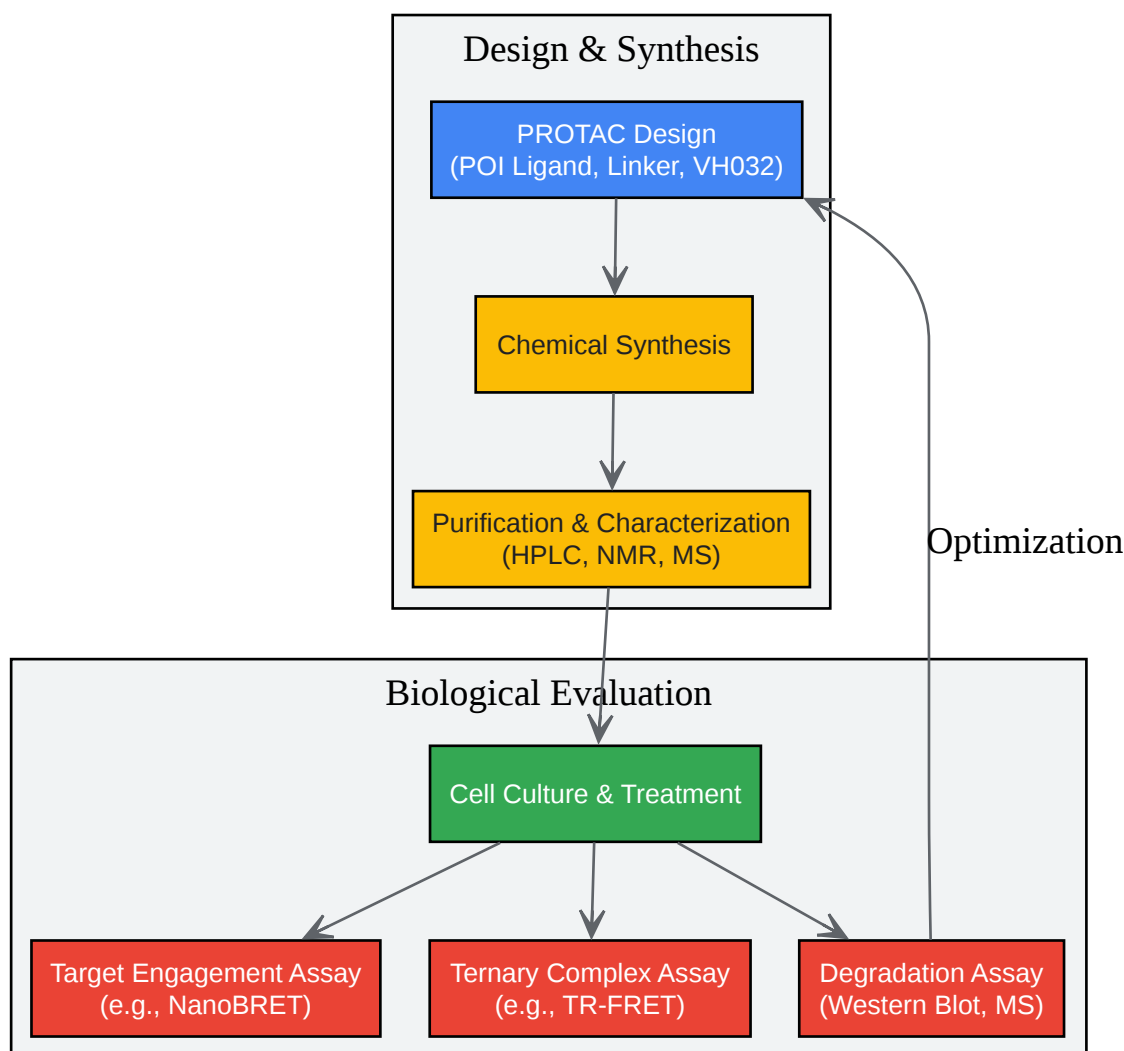 Design & Synthesis
PROTAC Design
(POI Ligand, Linker, VH032)
Chemical Synthesis
Purification & Characterization
(HPLC, NMR, MS)
Optimization
Biological Evaluation
Cell Culture & Treatment
Target Engagement Assay
(e.g., NanoBRET)
Ternary Complex Assay
(e.g., TR-FRET)
Degradation Assay
(Western Blot, MS)